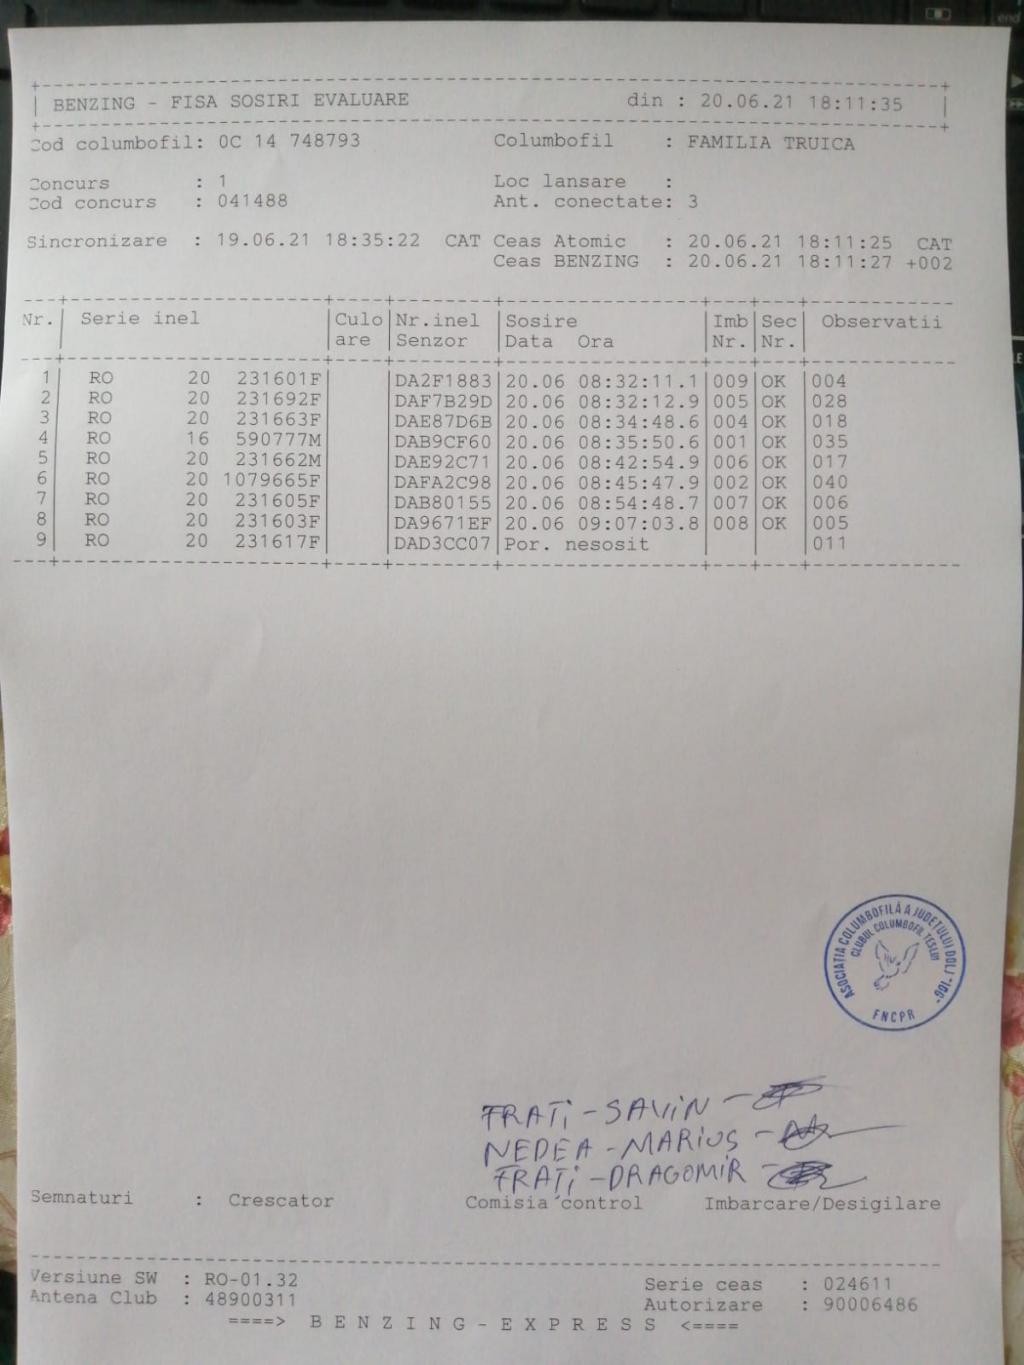 BENZING - FISA SOSIRI EVALUARE din : 20.06.21 18:11:35
Cod columbofil: 0C 14 748793 Columbofil : FAMILIA TRUICA
Concurs : 1 Loc lansare :
Cod concurs : 041488 Ant. conectate: 3
Sincronizare : 19.06.21 18:35:22 CAT Ceas Atomic : 20.06.21 18:11:25 CAT
Ceas BENZING : 20.06.21 18:11:27 +002
Nr. Serie inel Culo Nr.inel Sosire Imb Sec Observatii
are Senzor Data Ora Nr. Nr.
1 RO 20 231601F DA2F1883 20.06 08:32:11.1 009 OK 004
2 RO 20 231692F DAF7B29D 20.06 08:32:12.9 005 OK 028
3 RO 20 231663F DAE87D6B 20.06 08:34:48.6 004 OK 018
4 RO 16 590777M DAB9CF60 20.06 08:35:50.6 001 OK 035
5 RO 20 231662M DAE92C71 20.06 08:42:54.9 006 OK 017
6 RO 20 1079665F DAFA2C98 20.06 08:45:47.9 002 OK 040
7 RO 20 231605F DAB80155 20.06 08:54:48.7 007 OK 006
8 RO 20 231603F DA9671EF 20.06 09:07:03.8 008 OK 005
9 RO 20 231617F DAD3CC07 Por. nesosit 011
ASOCIATIA COLUMBOFILĂ A JUDEŢULUI DOLJ "IDG"
CLUBUL COLUMBOFIL TESLUI
FNCPR
FRAŢi - SAViN -
NEDEA - MARiUS -
FRAŢi - DRAGOMiR -
Semnaturi : Crescator Comisia control Imbarcare/Desigilare
Versiune SW : RO-01.32 Serie ceas : 024611
Antena Club : 48900311 Autorizare : 90006486
====> B E N Z I N G - E X P R E S S <====